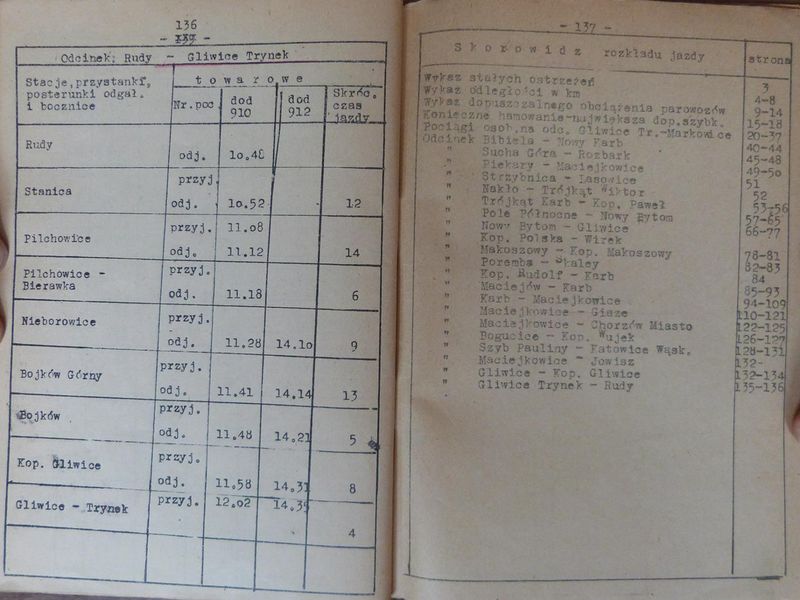 136
- 139 -
Odcinek: Rudy - Gliwice Trynek
Stacje,przystanki, posterunki odgał. i bocznice
towarowe
Skróc. czas jazdy
Nr.poc
dod 910
dod 912
Rudy
odj. 10.48
Stanica
przyj.
odj. 10.52 12
Pilchowice
przyj. 11.08
odj. 11.12 14
Pilchowice - Bierawka
przyj.
odj. 11.18 6
Nieborowice
przyj.
odj. 11.28 14.10 9
Bojków Górny
przyj.
odj. 11.41 14.14 13
Bojków
przyj.
odj. 11.48 14.21 5
Kop. Gliwice
przyj.
odj. 11.58 14.31 8
Gliwice - Trynek
przyj. 12.02 14.35
4
- 137 -
Skorowidz rozkładu jazdy strona
Wykaz stałych ostrzeżeń 3
Wykaz odległości w km 4-8
Wykaz dopuszczalnego obciążenia parowozów 9-14
Konieczne hamowanie-największa dop.szybk. 15-18
Pociągi osob.na odc. Gliwice Tr.-Markowice 20-37
Odcinek Bibiela - Nowy Karb 40-44
" Sucha Góra - Rozbark 45-48
" Piekary - Maciejkowice 49-50
" Strzybnica - Lasowice 51
" Nakło - Trójkąt Wiktor 52
" Trójkąt Karb - Kop. Paweł 53-56
" Pole Północne - Nowy Bytom 57-65
" Nowy Bytom - Gliwice 66-77
" Kop. Polska - Wirek
" Makoszowy - Kop. Makoszowy 78-81
" Poremba - Skaley 82-83
" Kop. Rudolf - Karb 84
" Maciejów - Karb 85-93
" Karb - Maciejkowice 94-109
" Maciejkowice - Gisze 110-121
" Maciejkowice - Chorzów Miasto 122-125
" Bogucice - Kop. Wujek 126-127
" Szyb Pauliny - Katowice Wąsk. 128-131
" Maciejkowice - Jowisz 132-
" Gliwice - Kop. Gliwice 132-134
" Gliwice Trynek - Rudy 135-136